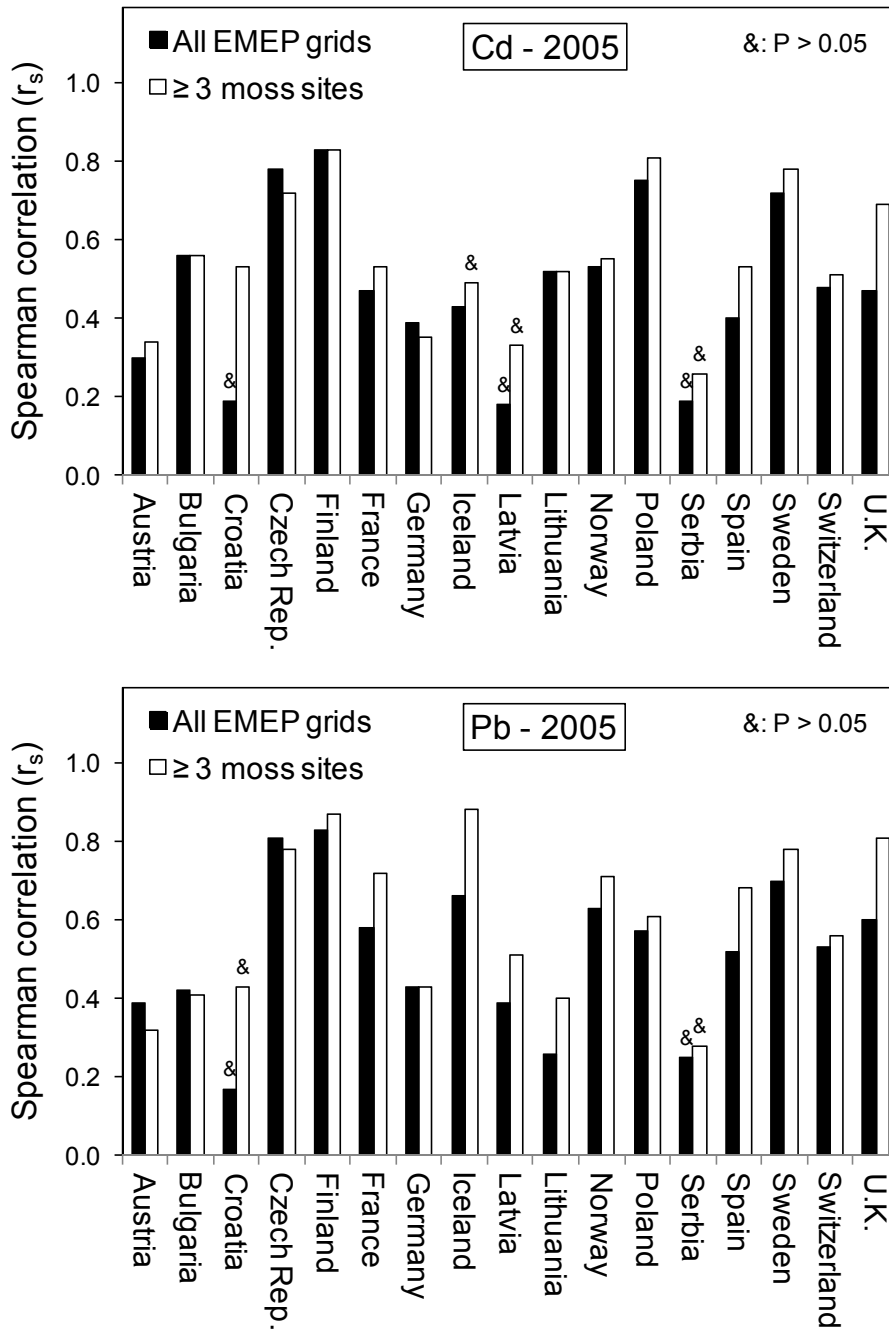 All EMEP grids
Cd - 2005
&: P > 0.05
≥ 3 moss sites
Spearman correlation (rs)
1.0
0.8
0.6
0.4
0.2
0.0
&
&
&
&
&
&
Austria
Bulgaria
Croatia
Czech Rep.
Finland
France
Germany
Iceland
Latvia
Lithuania
Norway
Poland
Serbia
Spain
Sweden
Switzerland
U.K.
All EMEP grids
Pb - 2005
&: P > 0.05
≥ 3 moss sites
Spearman correlation (rs)
1.0
0.8
0.6
0.4
0.2
0.0
&
&
&
&
Austria
Bulgaria
Croatia
Czech Rep.
Finland
France
Germany
Iceland
Latvia
Lithuania
Norway
Poland
Serbia
Spain
Sweden
Switzerland
U.K.